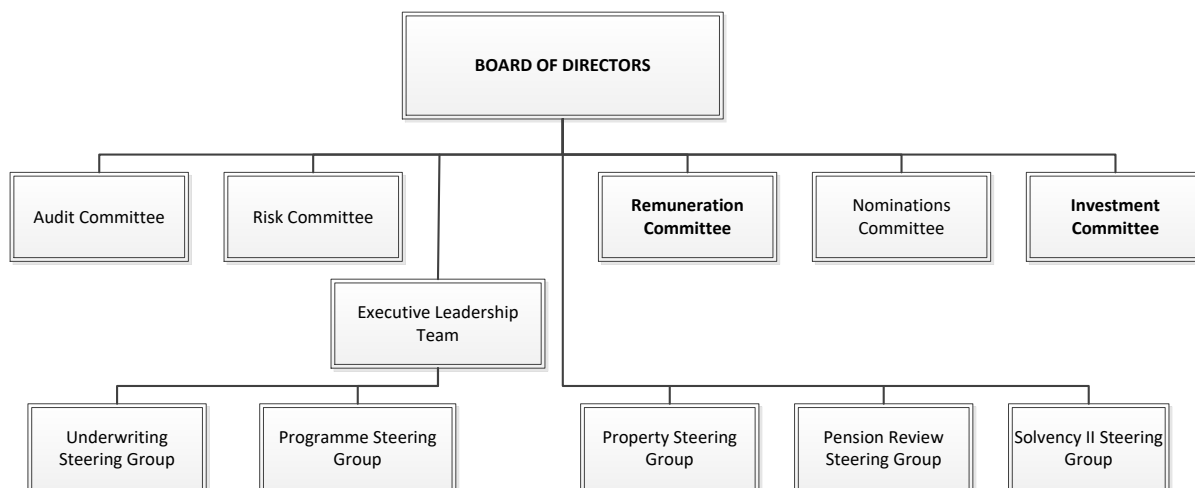 BOARD OF DIRECTORS
Audit Committee
Risk Committee
Remuneration
Committee
Nominations
Committee
Investment
Committee
Executive Leadership
Team
Underwriting
Steering Group
Programme Steering
Group
Property Steering
Group
Pension Review
Steering Group
Solvency II Steering
Group